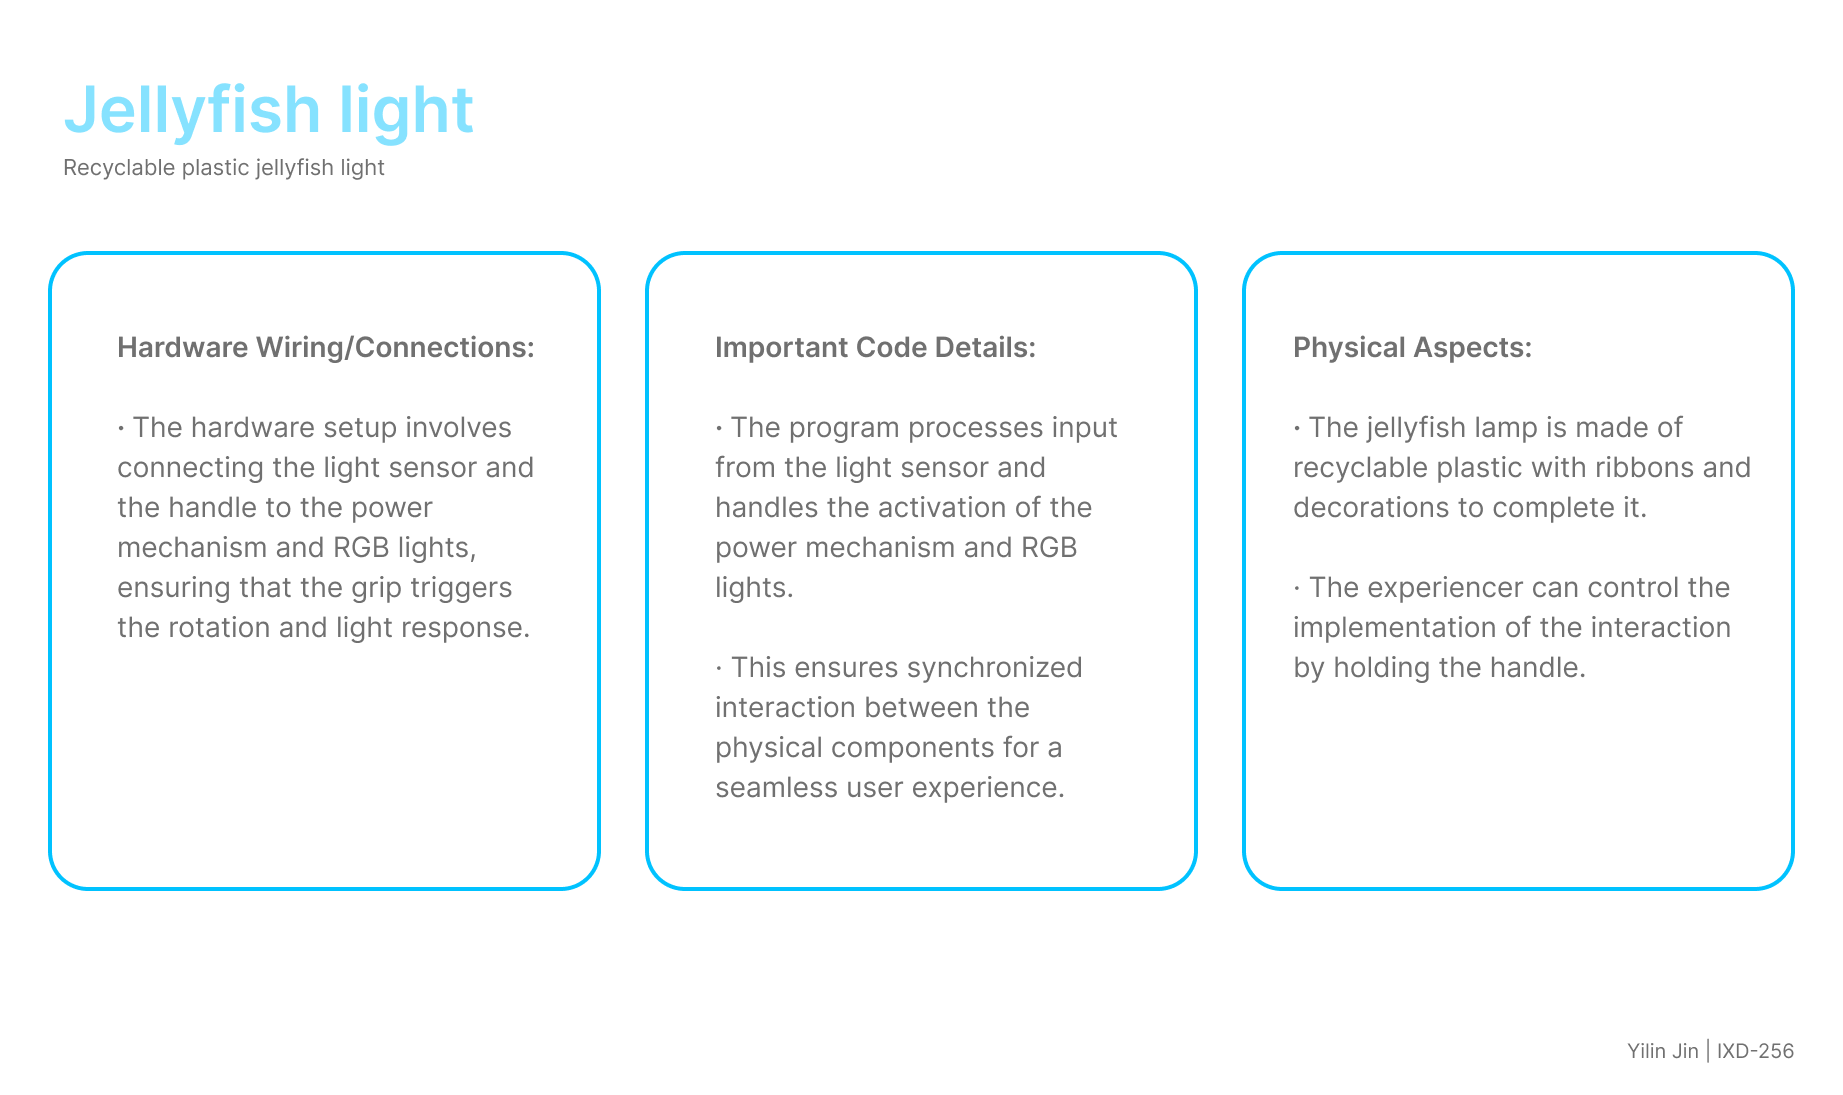 Jellyfish light
Recyclable plastic jellyfish light
Hardware Wiring/Connections:
· The hardware setup involves
connecting the light sensor and
the handle to the power
mechanism and RGB lights,
ensuring that the grip triggers
the rotation and light response.
Important Code Details:
· The program processes input
from the light sensor and
handles the activation of the
power mechanism and RGB
lights.
· This ensures synchronized
interaction between the
physical components for a
seamless user experience.
Physical Aspects:
· The jellyfish lamp is made of
recyclable plastic with ribbons and
decorations to complete it.
· The experiencer can control the
implementation of the interaction
by holding the handle.
Yilin Jin | IXD-256